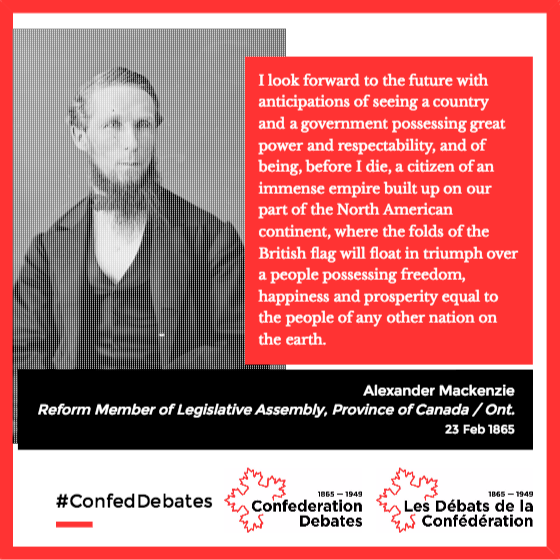 I look forward to the future with
anticipations of seeing a country
and a government possessing great
power and respectability, and of
being, before I die, a citizen of an
immense empire built up on our
part of the North American
continent, where the folds of the
British flag will float in triumph over
a people possessing freedom,
happiness and prosperity equal to
the people of any other nation on
the earth.
Alexander Mackenzie
Reform Member of Legislative Assembly, Province of Canada / Ont.
23 Feb 1865
#ConfedDebates
1865 — 1949
Confederation
Debates
1865 — 1949
Les Débats de la
Confédération